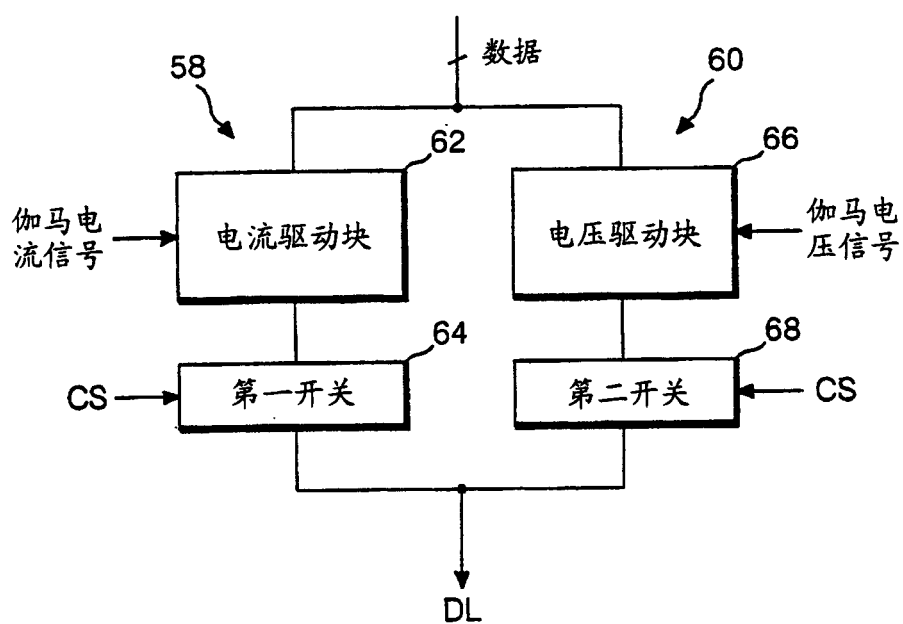 数据
58
60
62
66
伽马电
流信号
电流驱动块
电压驱动块
伽马电
压信号
64
68
CS
第一开关
第二开关
CS
DL